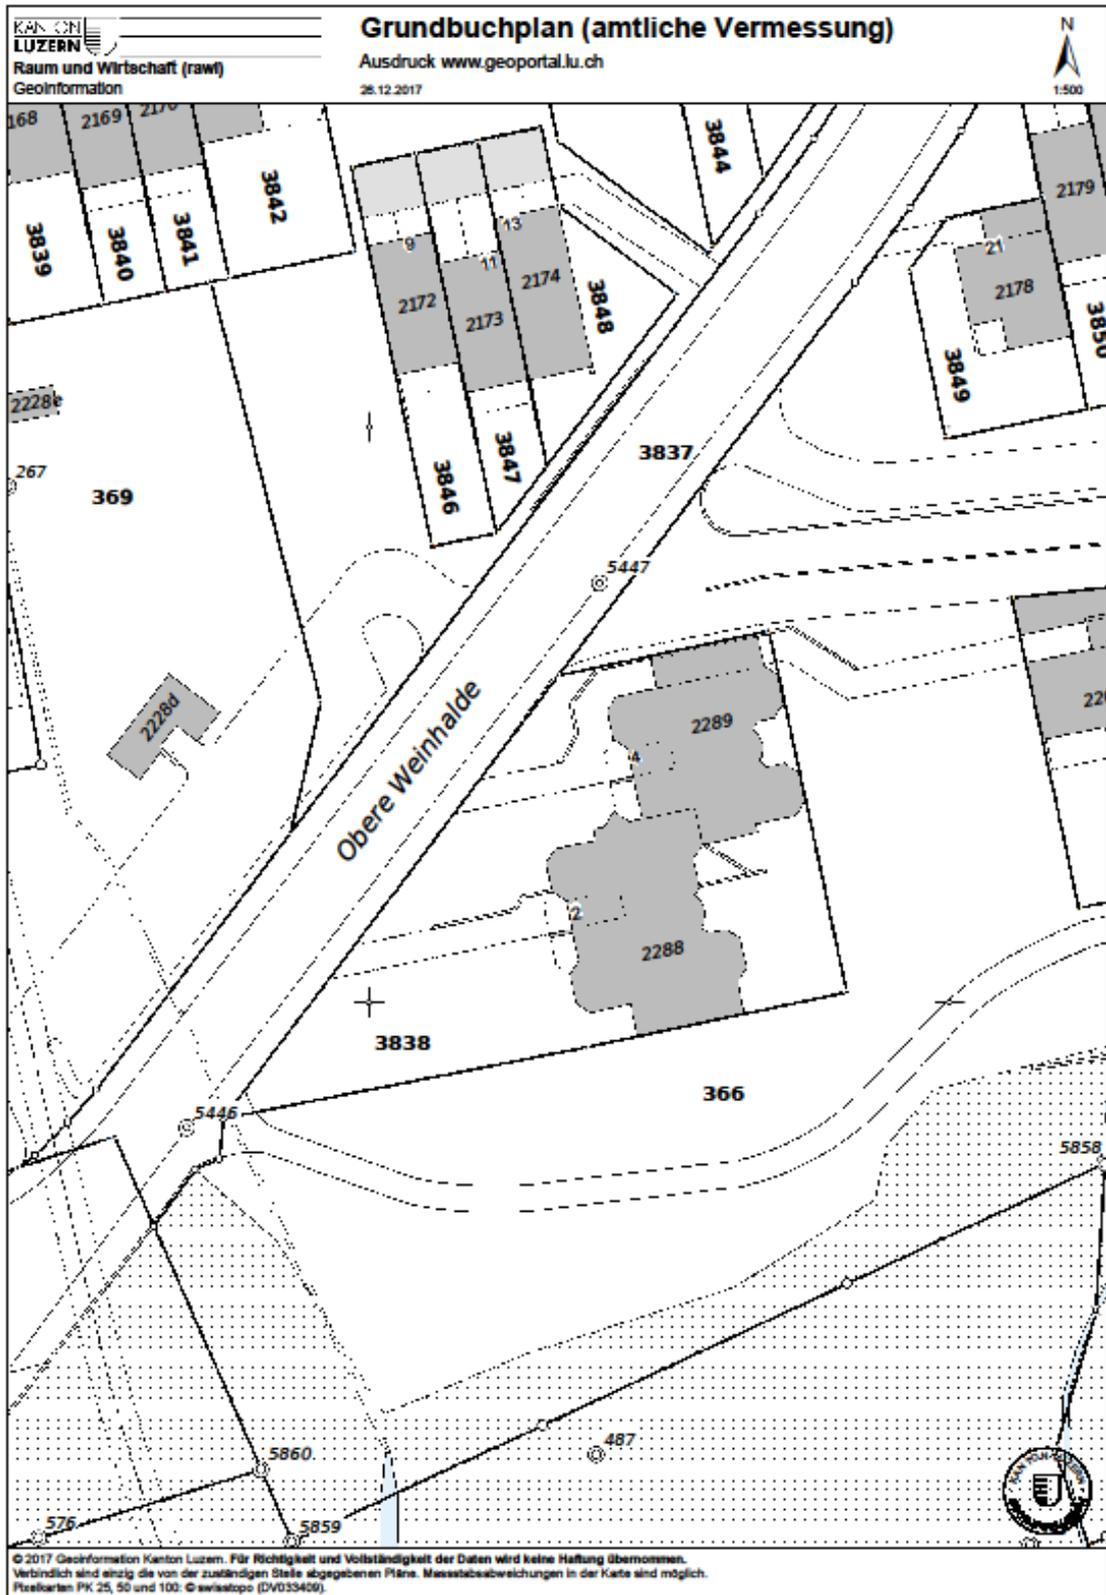 KANTON
LUZERN
Raum und Wirtschaft (rawi)
Geoinformation
Grundbuchplan (amtliche Vermessung)
Ausdruck www.geoportal.lu.ch
26.12.2017
N
1:500
168
2169
2170
3844
2179
3842
13
21
3839
3840
3841
9
11
2172
2174
2178
3848
2173
3850
3849
2228e
3837
267
369
3846
3847
5447
2228d
2289
4
Obere Weinhalde
2
2288
3838
366
5446
5858
487
5860
576
5859
KANTON LUZERN
© 2017 Geoinformation Kanton Luzern. Für Richtigkeit und Vollständigkeit der Daten wird keine Haftung übernommen.
Verbindlich sind einzig die von der zuständigen Stelle abgegebenen Pläne. Massstabsabweichungen in der Karte sind möglich.
Pixelkarten PK 25, 50 und 100: © swisstopo (DV033409).